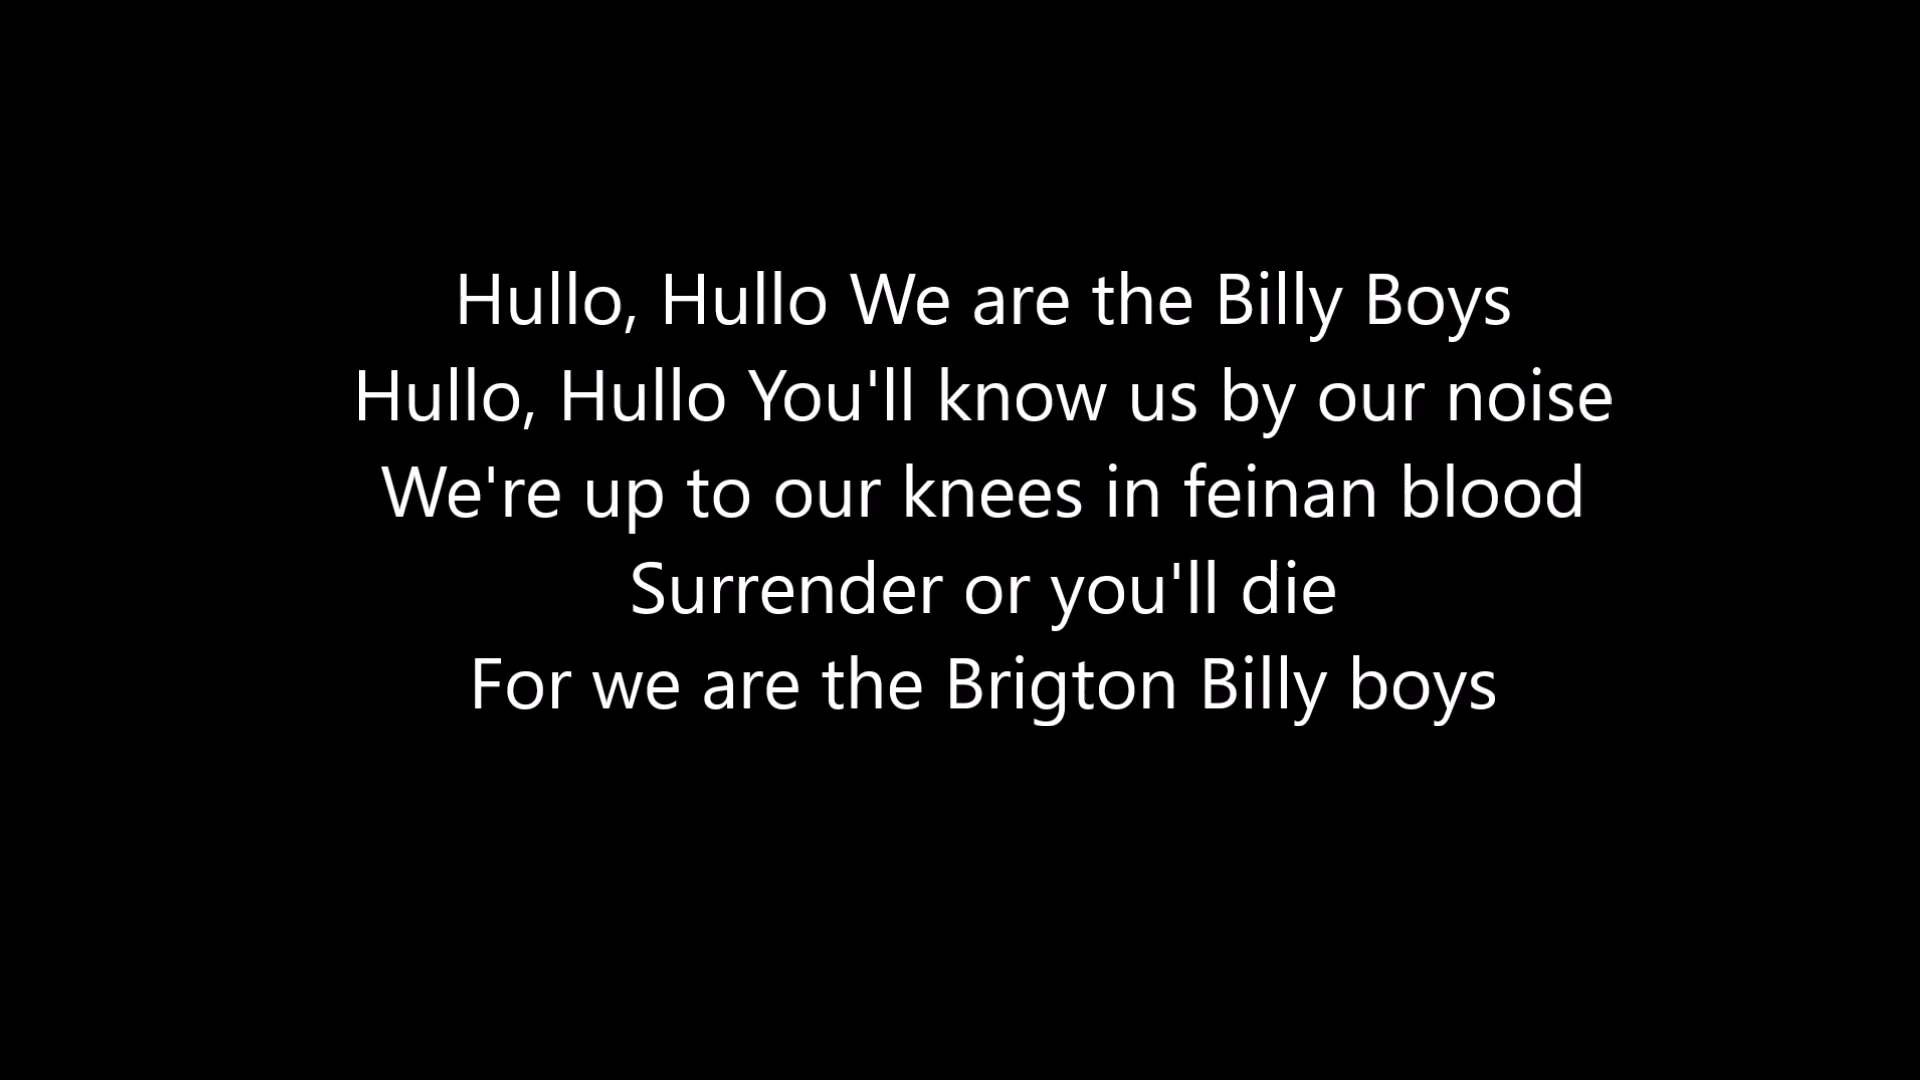 Hullo, Hullo We are the Billy Boys
Hullo, Hullo You'll know us by our noise
We're up to our knees in feinan blood
Surrender or you'll die
For we are the Brigton Billy boys